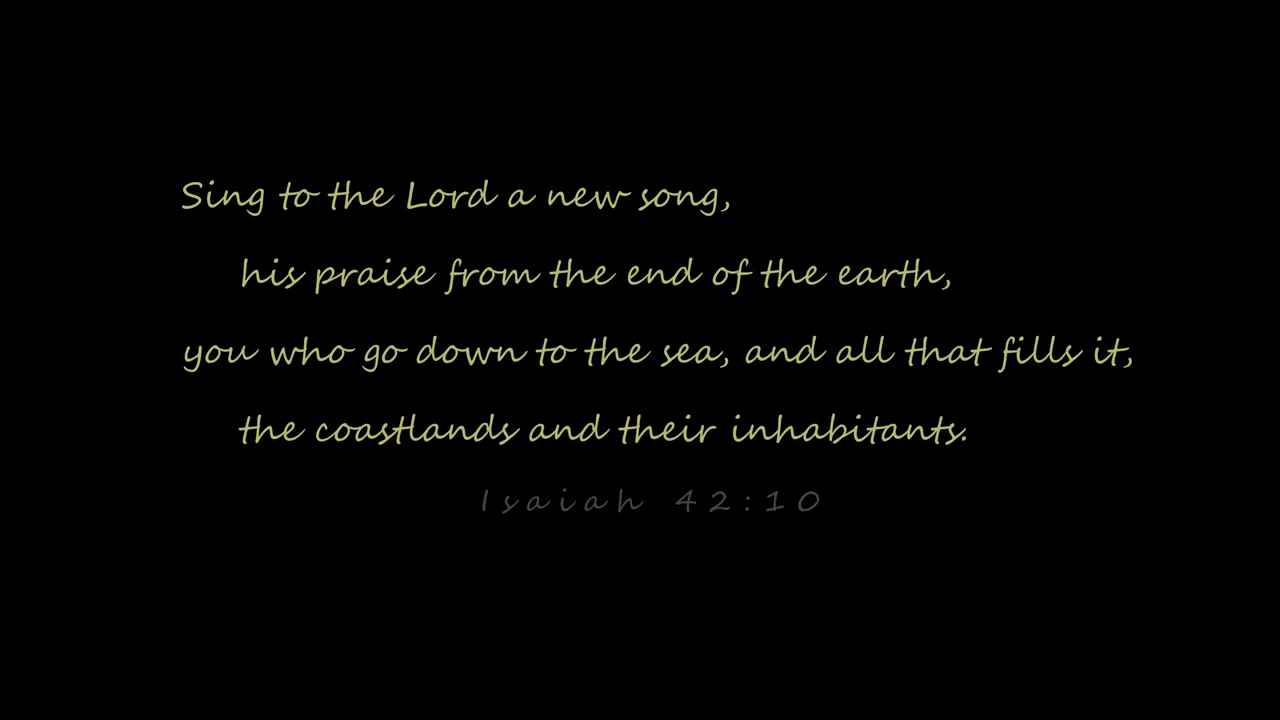 Sing to the Lord a new song,
his praise from the end of the earth,
you who go down to the sea, and all that fills it,
the coastlands and their inhabitants.
Isaiah 42:10